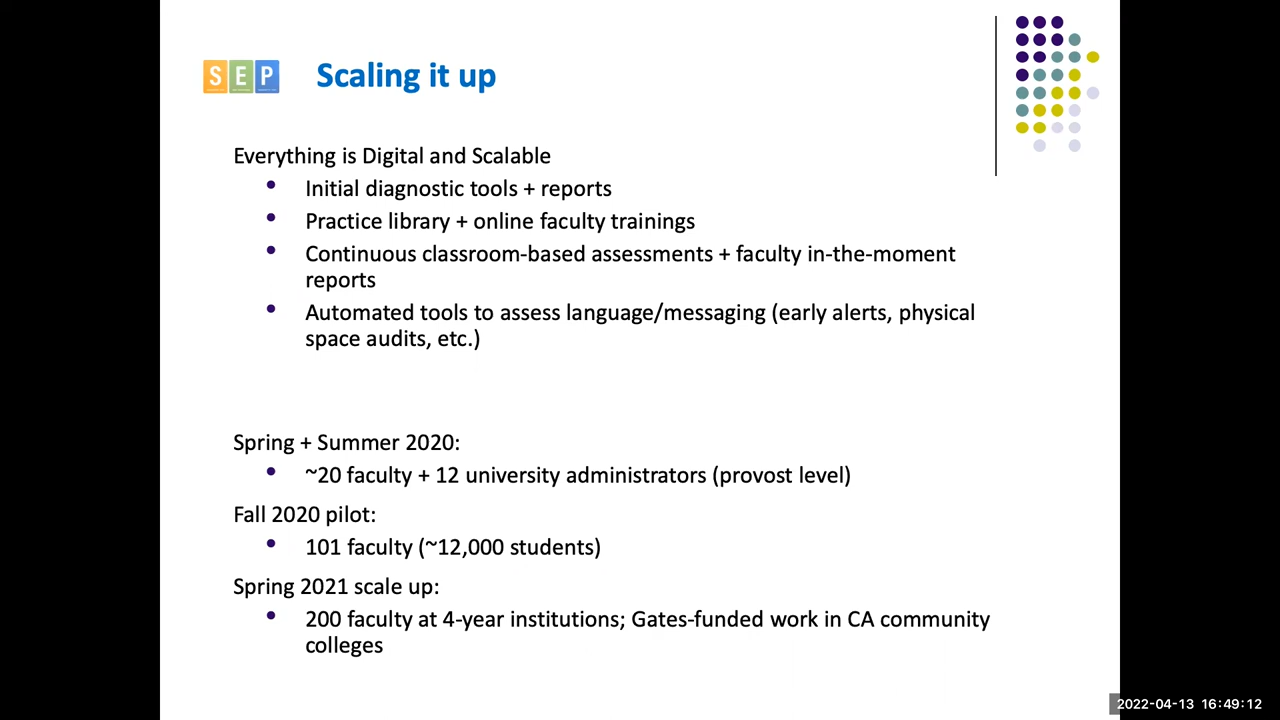 SEP
Scaling it up
Everything is Digital and Scalable
• Initial diagnostic tools + reports
• Practice library + online faculty trainings
• Continuous classroom-based assessments + faculty in-the-moment
reports
• Automated tools to assess language/messaging (early alerts, physical
space audits, etc.)
Spring + Summer 2020:
• ~20 faculty + 12 university administrators (provost level)
Fall 2020 pilot:
• 101 faculty (~12,000 students)
Spring 2021 scale up:
• 200 faculty at 4-year institutions; Gates-funded work in CA community
colleges
2022-04-13 16:49:12